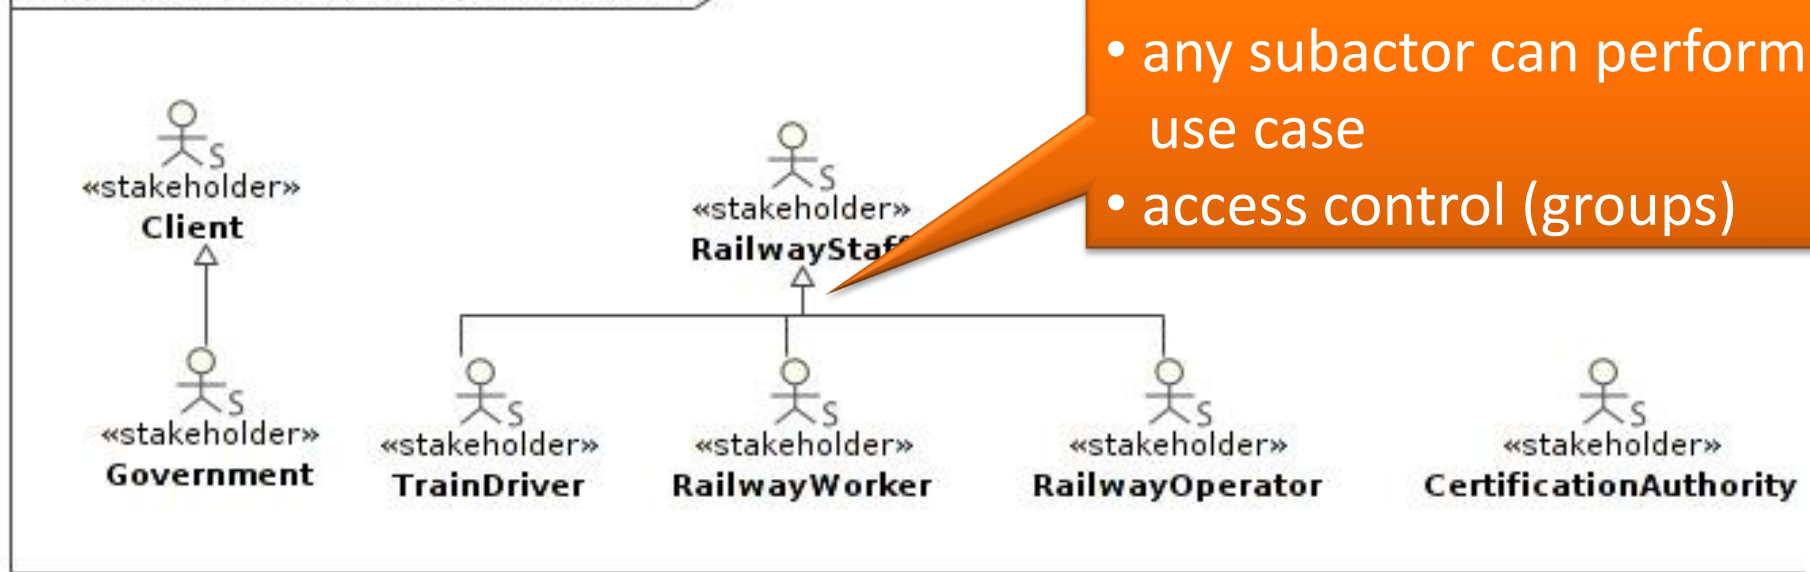 • any subactor can perform
use case
• access control (groups)
S
«stakeholder»
Client
S
«stakeholder»
RailwayStaff
S
«stakeholder»
Government
S
«stakeholder»
TrainDriver
S
«stakeholder»
RailwayWorker
S
«stakeholder»
RailwayOperator
S
«stakeholder»
CertificationAuthority